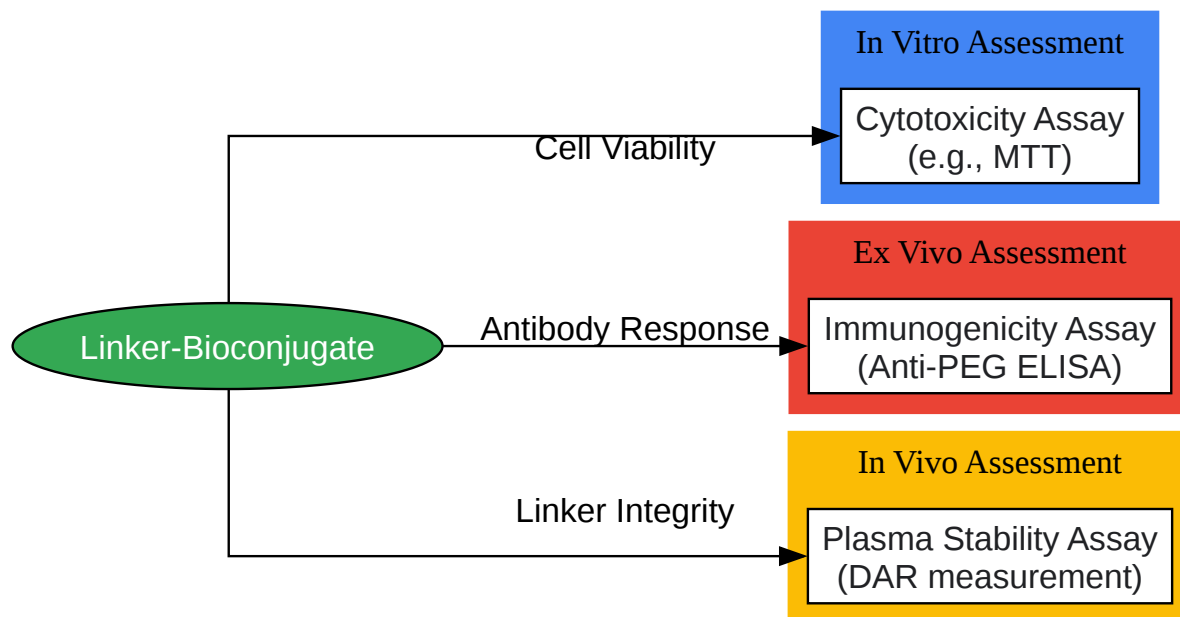 In Vitro Assessment
Cytotoxicity Assay
(e.g., MTT)
Cell Viability
Ex Vivo Assessment
Linker-Bioconjugate
Antibody Response
Immunogenicity Assay
(Anti-PEG ELISA)
In Vivo Assessment
Linker Integrity
Plasma Stability Assay
(DAR measurement)